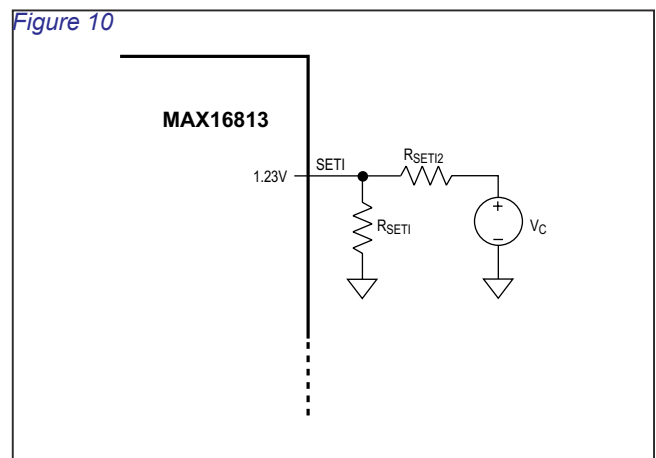 Figure 10
MAX16813
1.23V
SETI
RSETI2
RSETI
+
−
VC